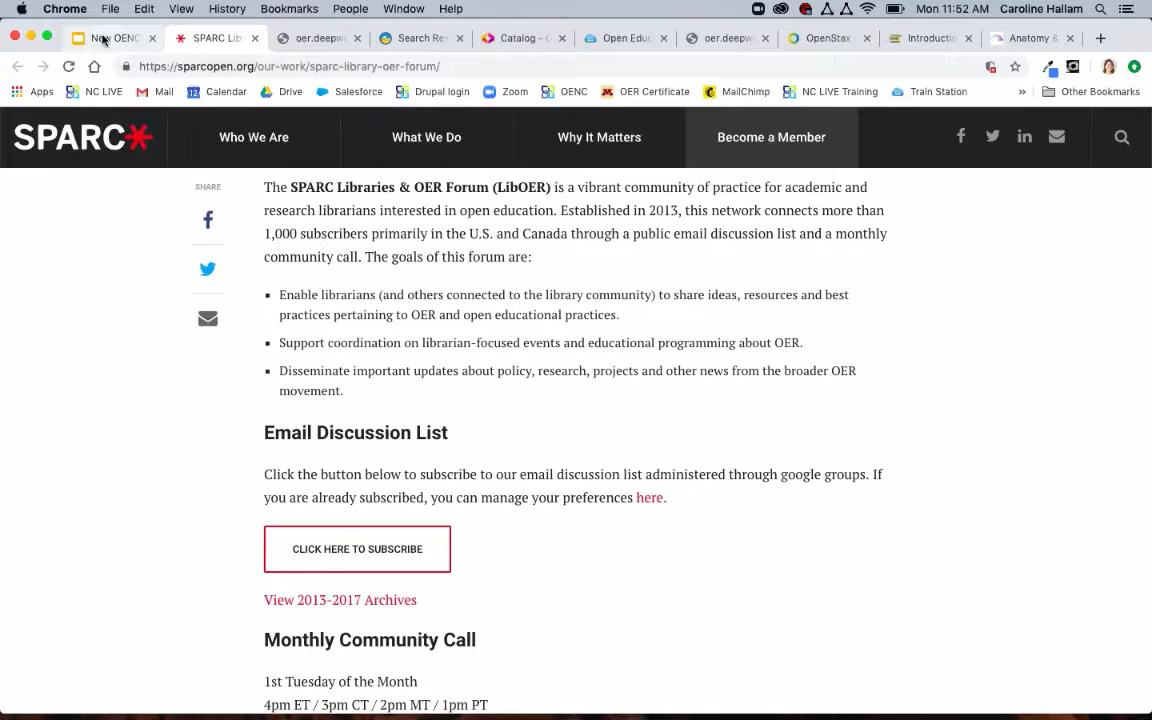 Chrome File Edit View History Bookmarks People Window Help Mon 11:52 AM Caroline Hallam
New OENC SPARC Lib oer.deepw Search Re Catalog - Open Educ oer.deepw OpenStax Introductio Anatomy &
https://sparcopen.org/our-work/sparc-library-oer-forum/
Apps NC LIVE Mail Calendar Drive Salesforce Drupal login Zoom OENC OER Certificate MailChimp NC LIVE Training Train Station » Other Bookmarks
SPARC Who We Are What We Do Why It Matters Become a Member
SHARE
The SPARC Libraries & OER Forum (LibOER) is a vibrant community of practice for academic and
research librarians interested in open education. Established in 2013, this network connects more than
1,000 subscribers primarily in the U.S. and Canada through a public email discussion list and a monthly
community call. The goals of this forum are:
Enable librarians (and others connected to the library community) to share ideas, resources and best
practices pertaining to OER and open educational practices.
Support coordination on librarian-focused events and educational programming about OER.
Disseminate important updates about policy, research, projects and other news from the broader OER
movement.
Email Discussion List
Click the button below to subscribe to our email discussion list administered through google groups. If
you are already subscribed, you can manage your preferences here.
CLICK HERE TO SUBSCRIBE
View 2013-2017 Archives
Monthly Community Call
1st Tuesday of the Month
4pm ET / 3pm CT / 2pm MT / 1pm PT